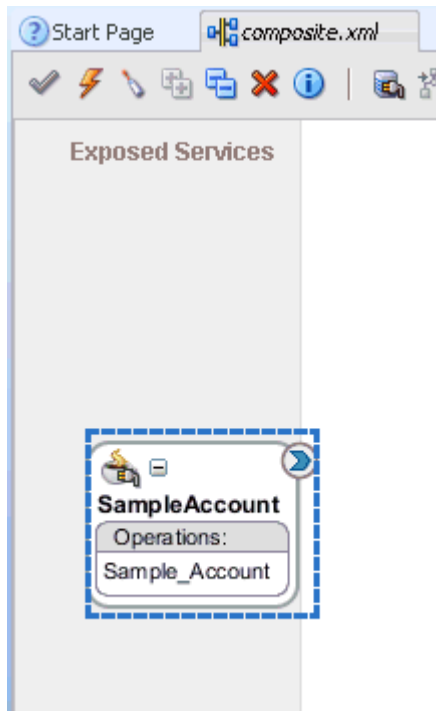 Start Page
composite.xml
Exposed Services
SampleAccount
Operations:
Sample_Account